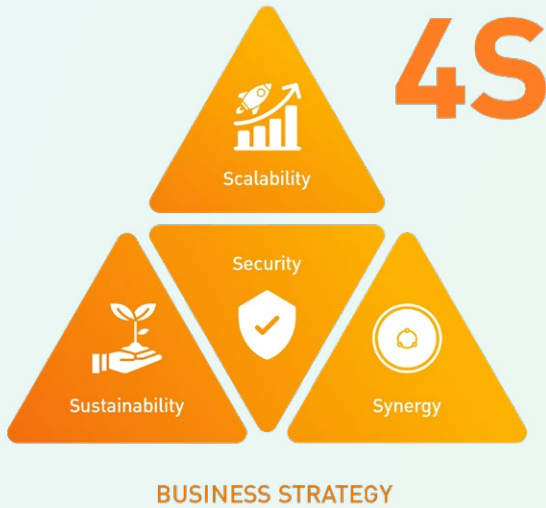 4S
Scalability
Security
Sustainability
Synergy
BUSINESS STRATEGY